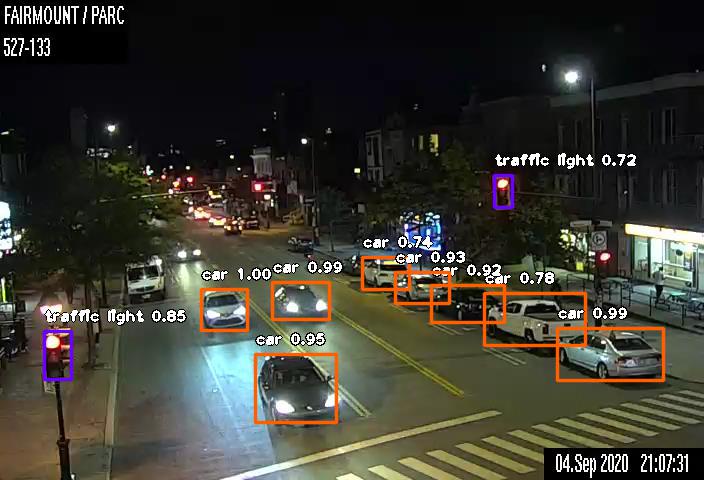 FAIRMOUNT / PARC
527-133
traffic light 0.72
car 0.74
car 0.93
car 1.00
car 0.99
car 0.92
car 0.78
traffic light 0.85
car 0.99
car 0.95
04.Sep 2020 21:07:31